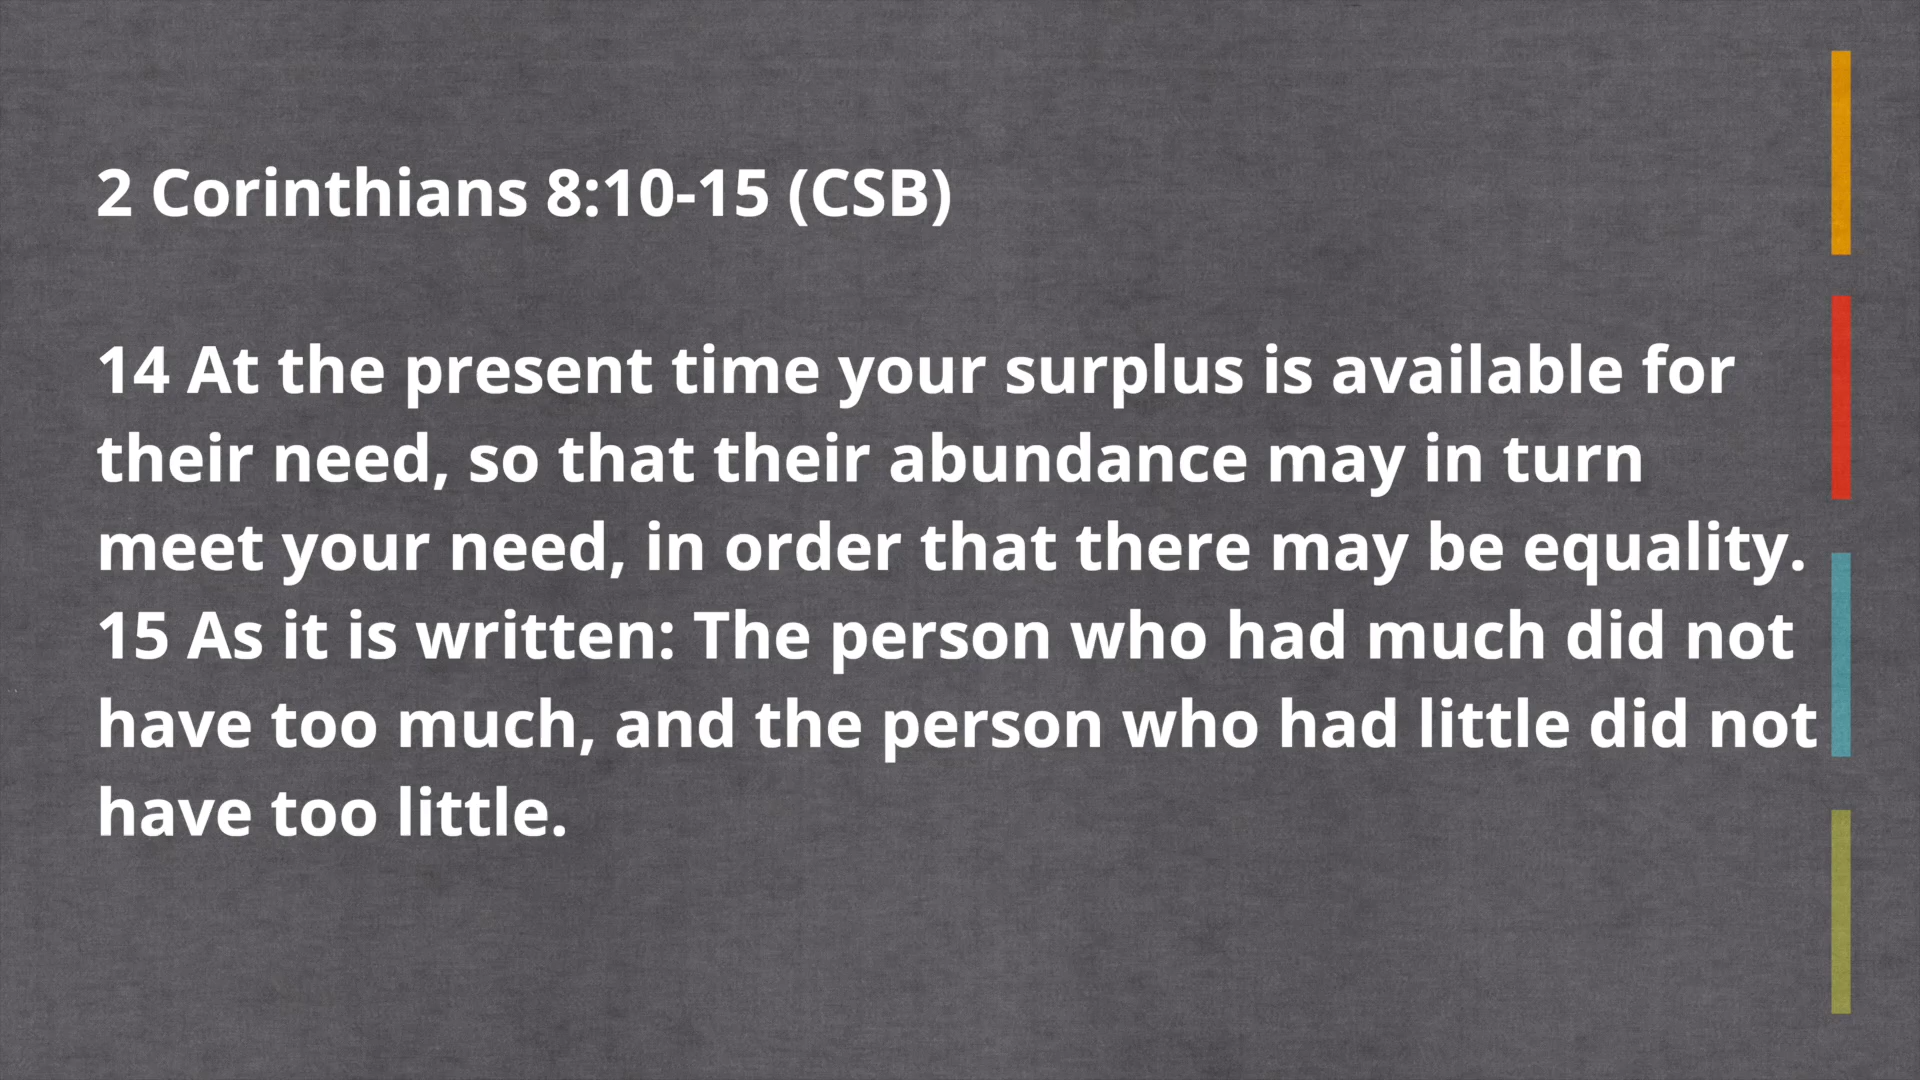 2 Corinthians 8:10-15 (CSB)
14 At the present time your surplus is available for
their need, so that their abundance may in turn
meet your need, in order that there may be equality.
15 As it is written: The person who had much did not
have too much, and the person who had little did not
have too little.